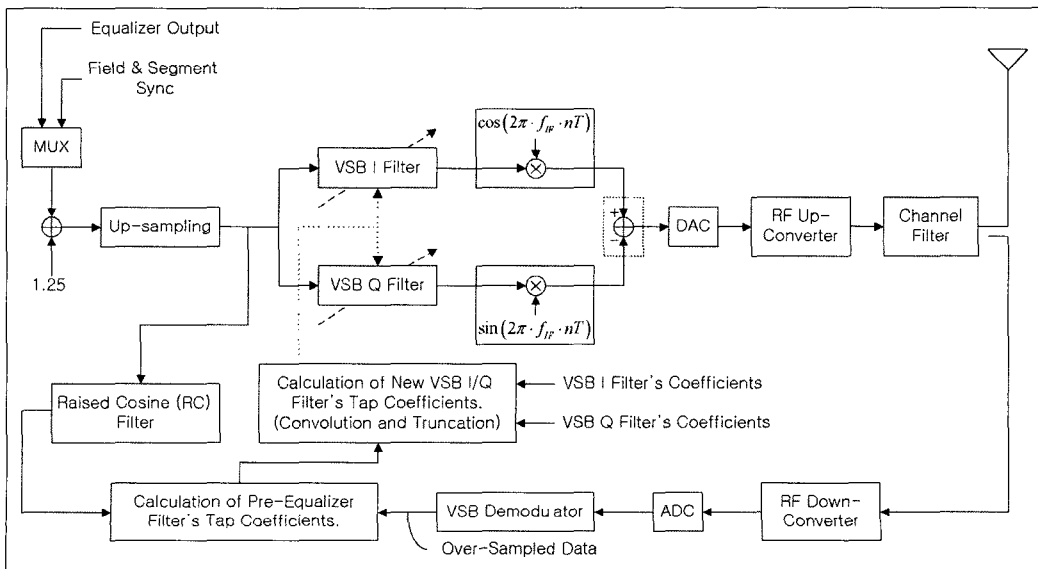 Equalizer Output
Field & Segment
Sync
MUX
1.25
Up-sampling
VSB I Filter
VSB Q Filter
cos(2π · f_IF · nT)
×
×
sin(2π · f_IF · nT)
+
−
DAC
RF Up-
Converter
Channel
Filter
Raised Cosine (RC)
Filter
Calculation of New VSB I/Q
Filter's Tap Coefficients.
(Convolution and Truncation)
VSB I Filter's Coefficients
VSB Q Filter's Coefficients
Calculation of Pre-Equalizer
Filter's Tap Coefficients.
VSB Demodulator
Over-Sampled Data
ADC
RF Down-
Converter